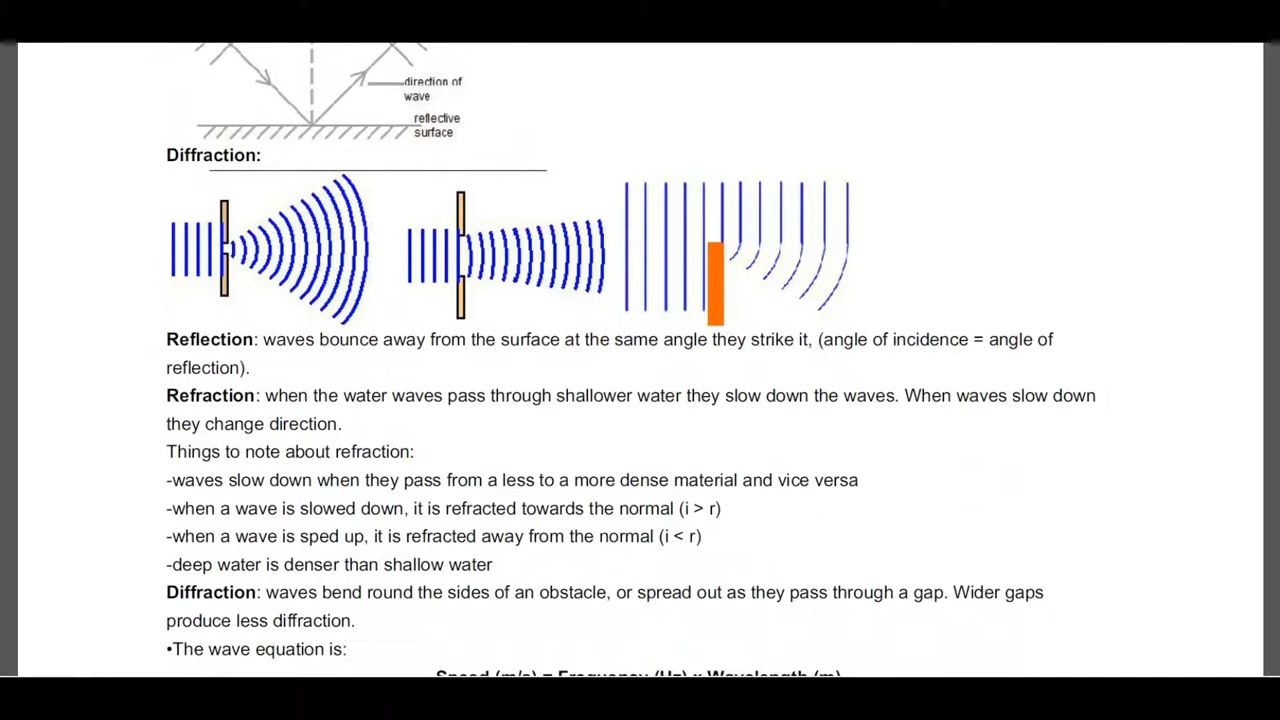 direction of
wave
reflective
surface
Diffraction:
Reflection: waves bounce away from the surface at the same angle they strike it, (angle of incidence = angle of
reflection).
Refraction: when the water waves pass through shallower water they slow down the waves. When waves slow down
they change direction.
Things to note about refraction:
-waves slow down when they pass from a less to a more dense material and vice versa
-when a wave is slowed down, it is refracted towards the normal (i > r)
-when a wave is sped up, it is refracted away from the normal (i < r)
-deep water is denser than shallow water
Diffraction: waves bend round the sides of an obstacle, or spread out as they pass through a gap. Wider gaps
produce less diffraction.
•The wave equation is:
Speed (m/s) = Frequency (Hz) x Wavelength (m)